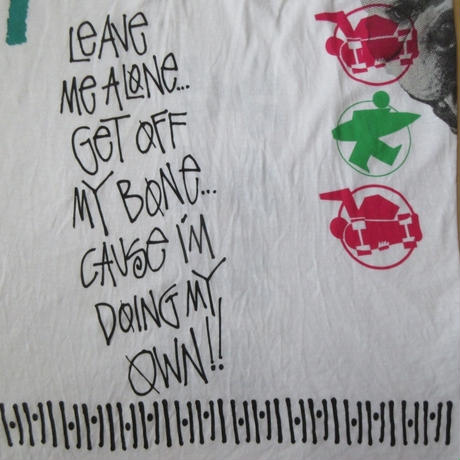 LEAVE
ME ALONE...
GET OFF
MY BONE...
CAUSE I'M
DOING MY
OWN!!